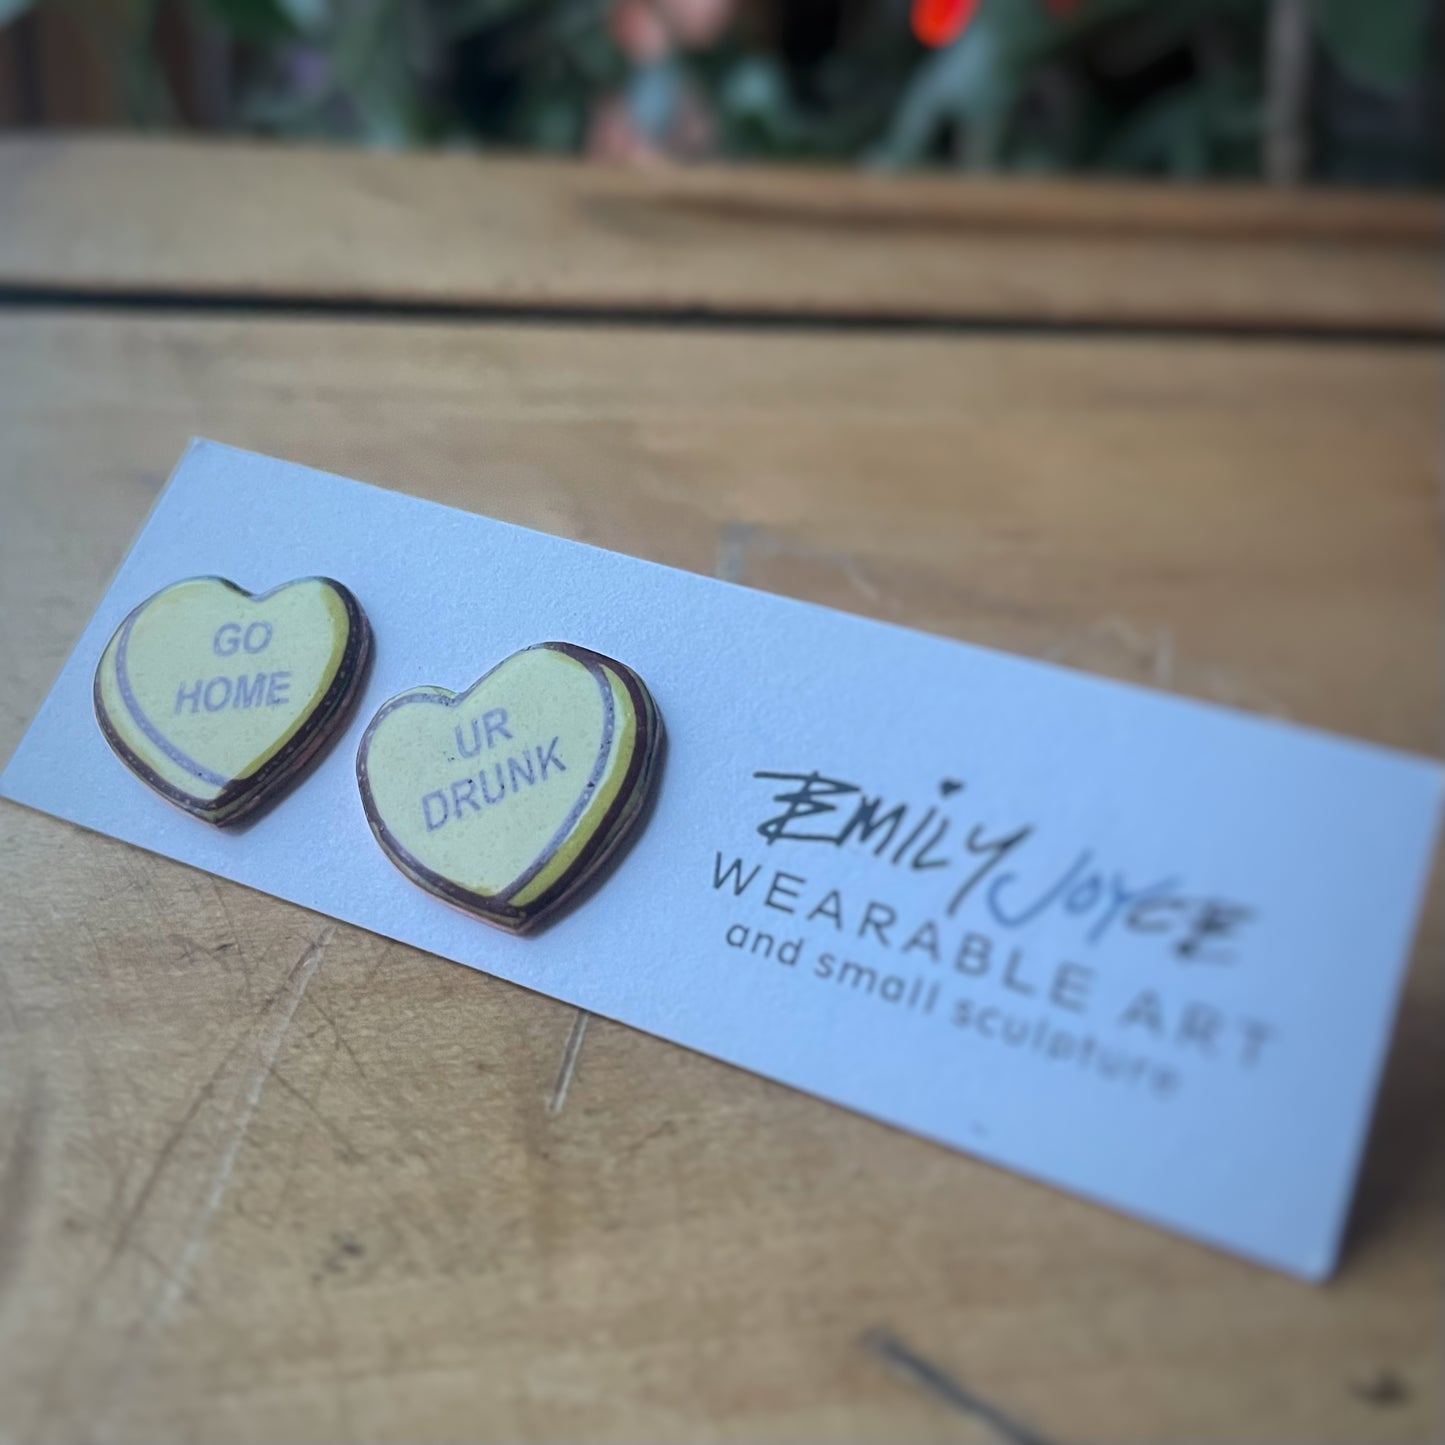 GO
HOME
UR
DRUNK
EMILY JOYCE
WEARABLE ART
and small sculpture